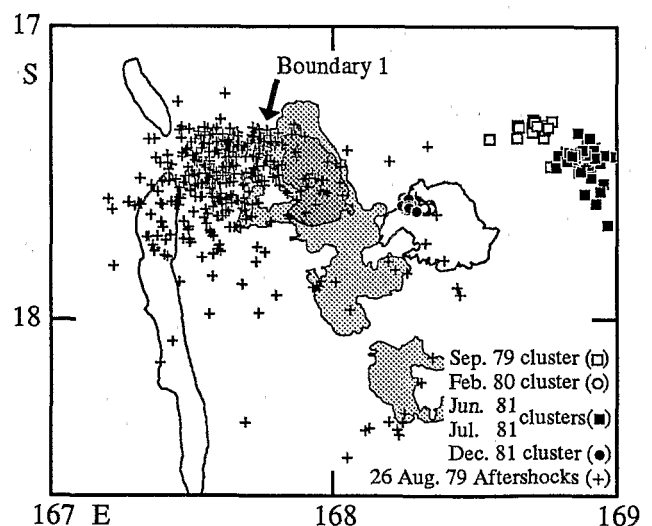 17
S
Boundary 1
18
Sep. 79 cluster (□)
Feb. 80 cluster (○)
Jun. 81
clusters (■)
Jul. 81
Dec. 81 cluster (●)
26 Aug. 79 Aftershocks (+)
167 E 168 169